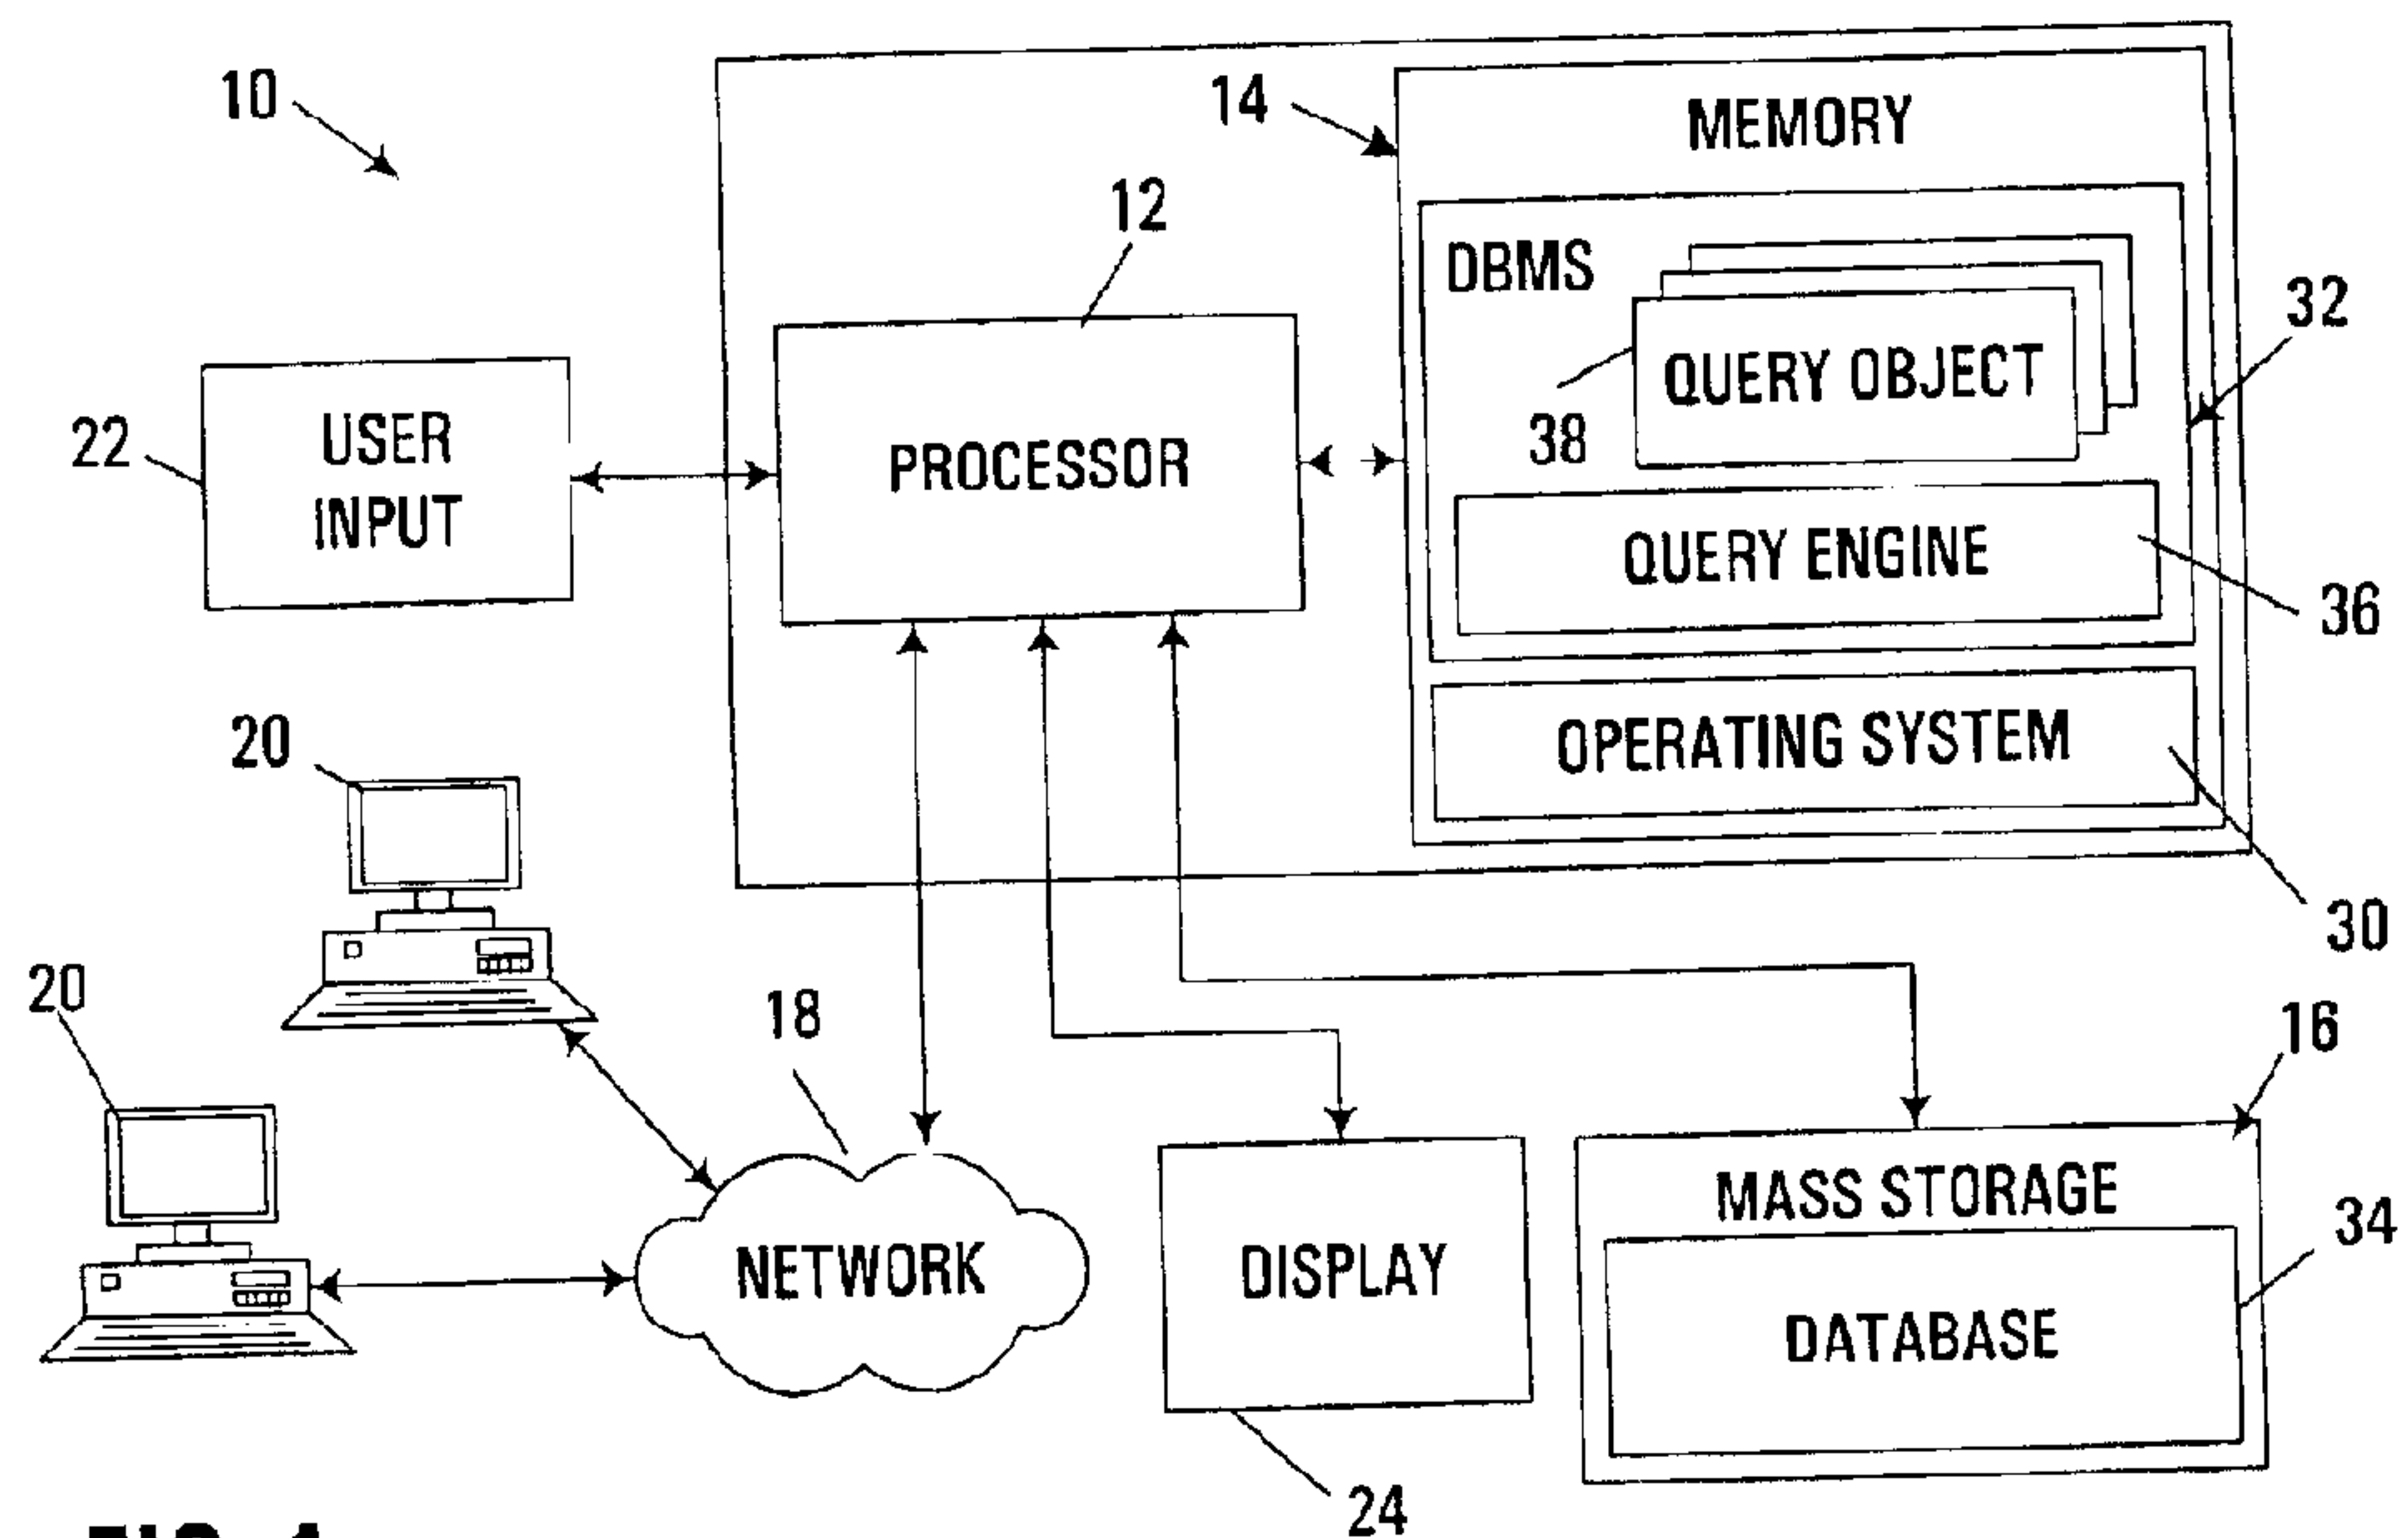 10
14
MEMORY
12
DBMS
32
QUERY OBJECT
38
22
USER
INPUT
PROCESSOR
QUERY ENGINE
36
OPERATING SYSTEM
30
20
20
18
16
MASS STORAGE
34
NETWORK
DISPLAY
DATABASE
24